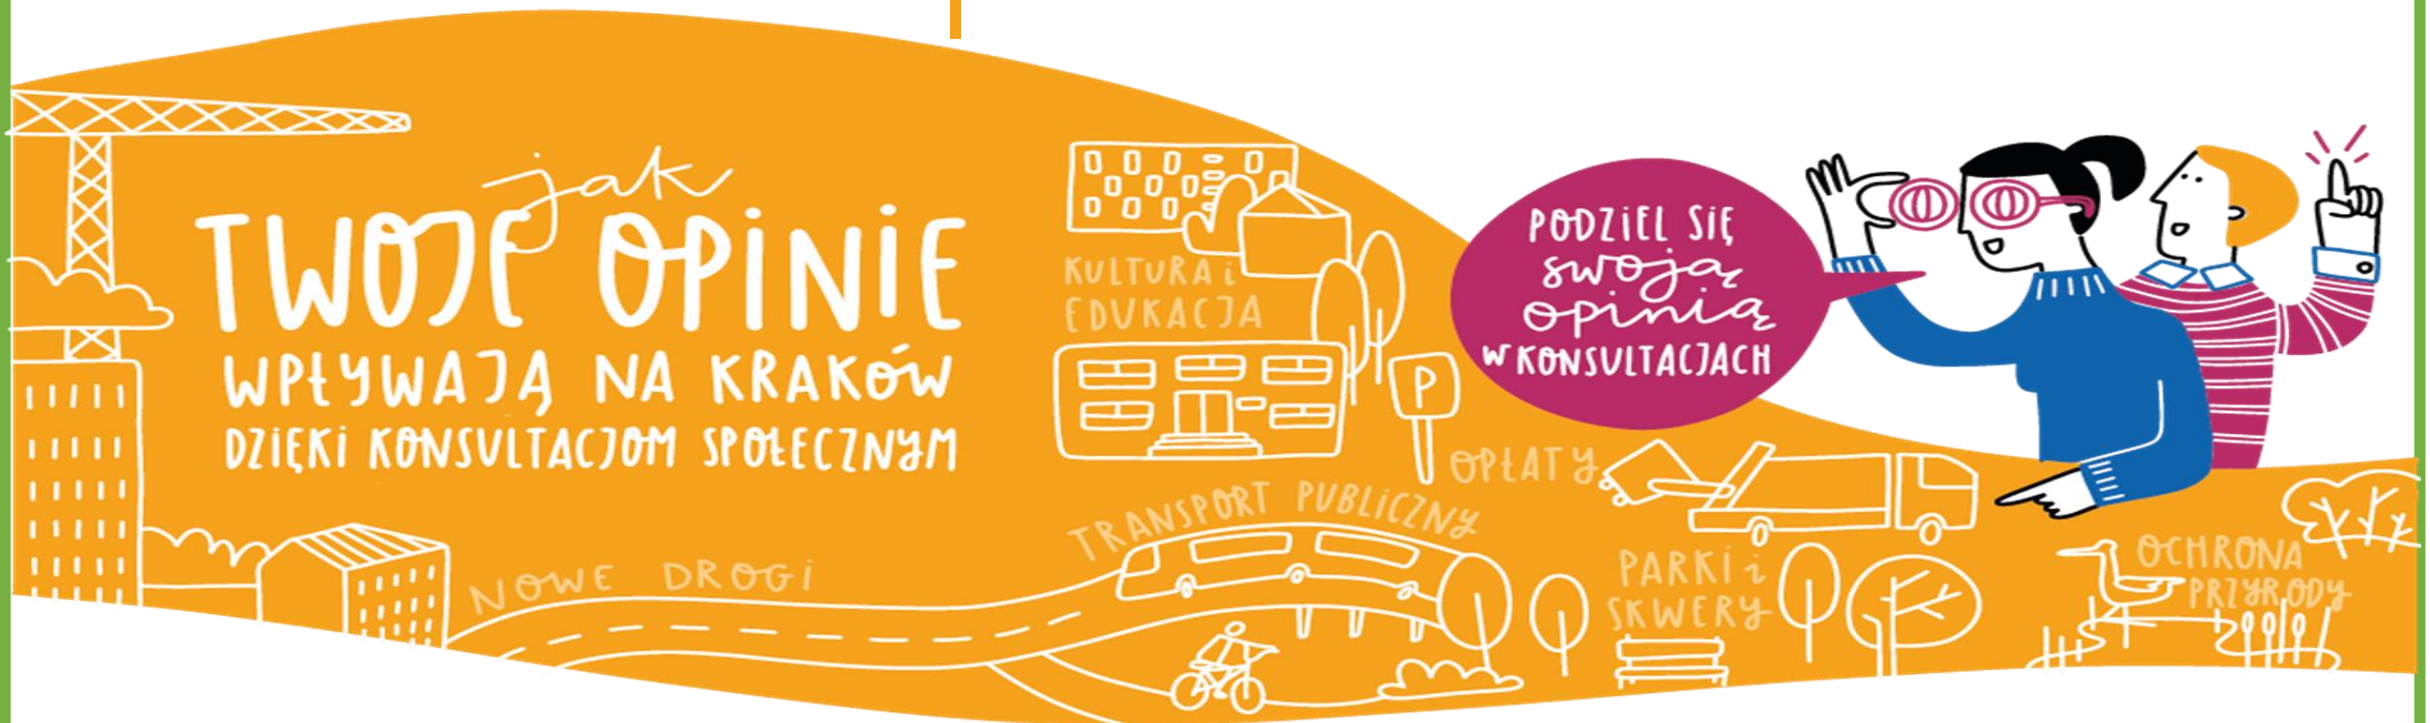 jak
TWOJE OPINIE
WPŁYWAJĄ NA KRAKÓW
DZIĘKI KONSULTACJOM SPOŁECZNYM
KULTURA i
EDUKACJA
P
OPŁATY
TRANSPORT PUBLICZNY
NOWE DROGI
PODZIEL SIĘ
swoją
opinią
W KONSULTACJACH
PARKI i
SKWERY
OCHRONA
PRZYRODY